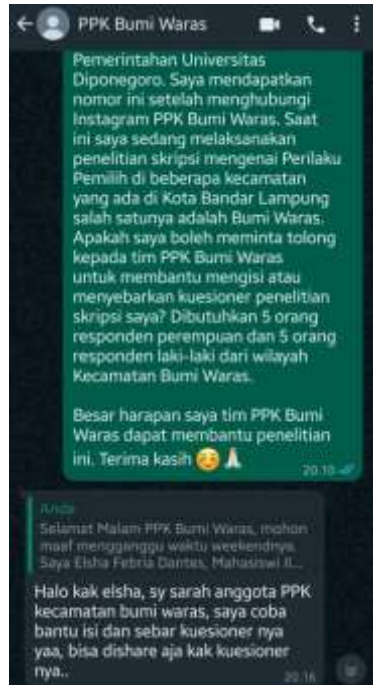 PPK Bumi Waras
Pemerintahan Universitas
Diponegoro. Saya mendapatkan
nomor ini setelah menghubungi
Instagram PPK Bumi Waras. Saat
ini saya sedang melaksanakan
penelitian skripsi mengenai Perilaku
Pemilih di beberapa kecamatan
yang ada di Kota Bandar Lampung
salah satunya adalah Bumi Waras.
Apakah saya boleh meminta tolong
kepada tim PPK Bumi Waras
untuk membantu mengisi atau
menyebarkan kuesioner penelitian
skripsi saya? Dibutuhkan 5 orang
responden perempuan dan 5 orang
responden laki-laki dari wilayah
Kecamatan Bumi Waras.
Besar harapan saya tim PPK Bumi
Waras dapat membantu penelitian
ini. Terima kasih 😊🙏
20.10
Anda
Selamat Malam PPK Bumi Waras, mohon
maaf mengganggu waktu weekendnya.
Saya Elsha Febria Dantes, Mahasiswi Il...
Halo kak elsha, sy sarah anggota PPK
kecamatan bumi waras, saya coba
bantu isi dan sebar kuesioner nya
yaa, bisa dishare aja kak kuesioner
nya..
20.16